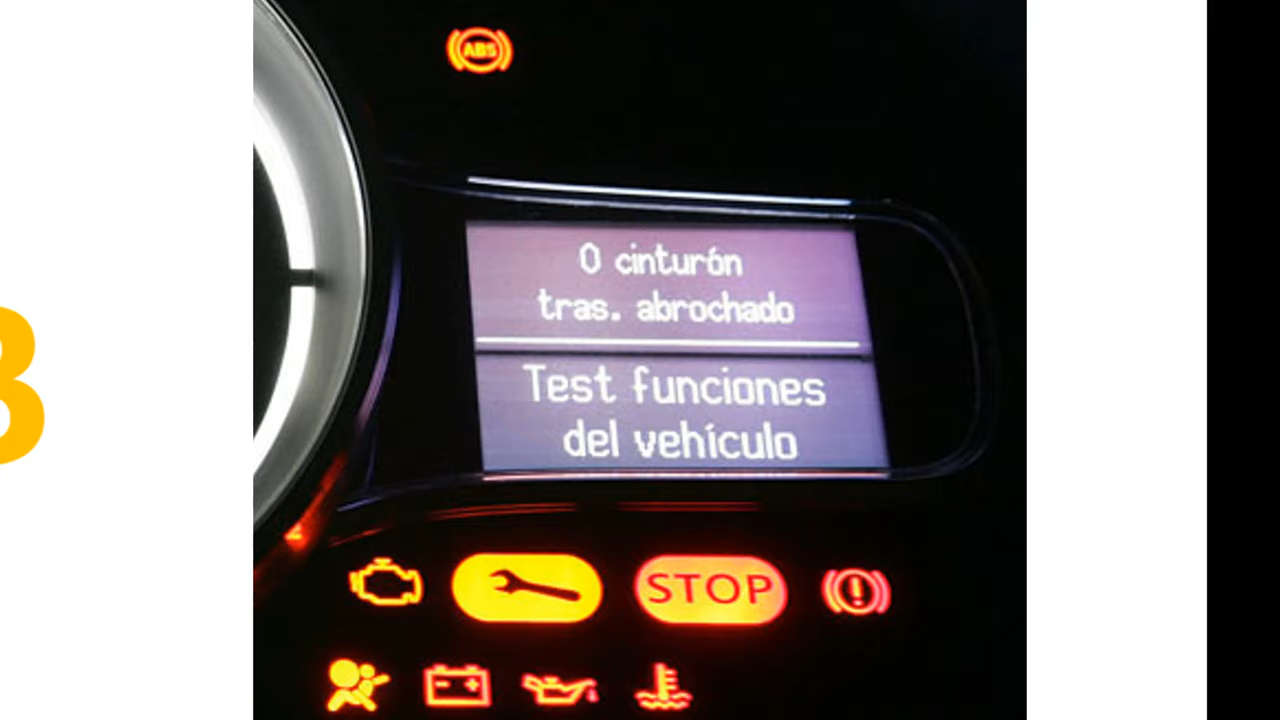 ABS
0 cinturón
tras. abrochado
Test funciones
del vehículo
STOP